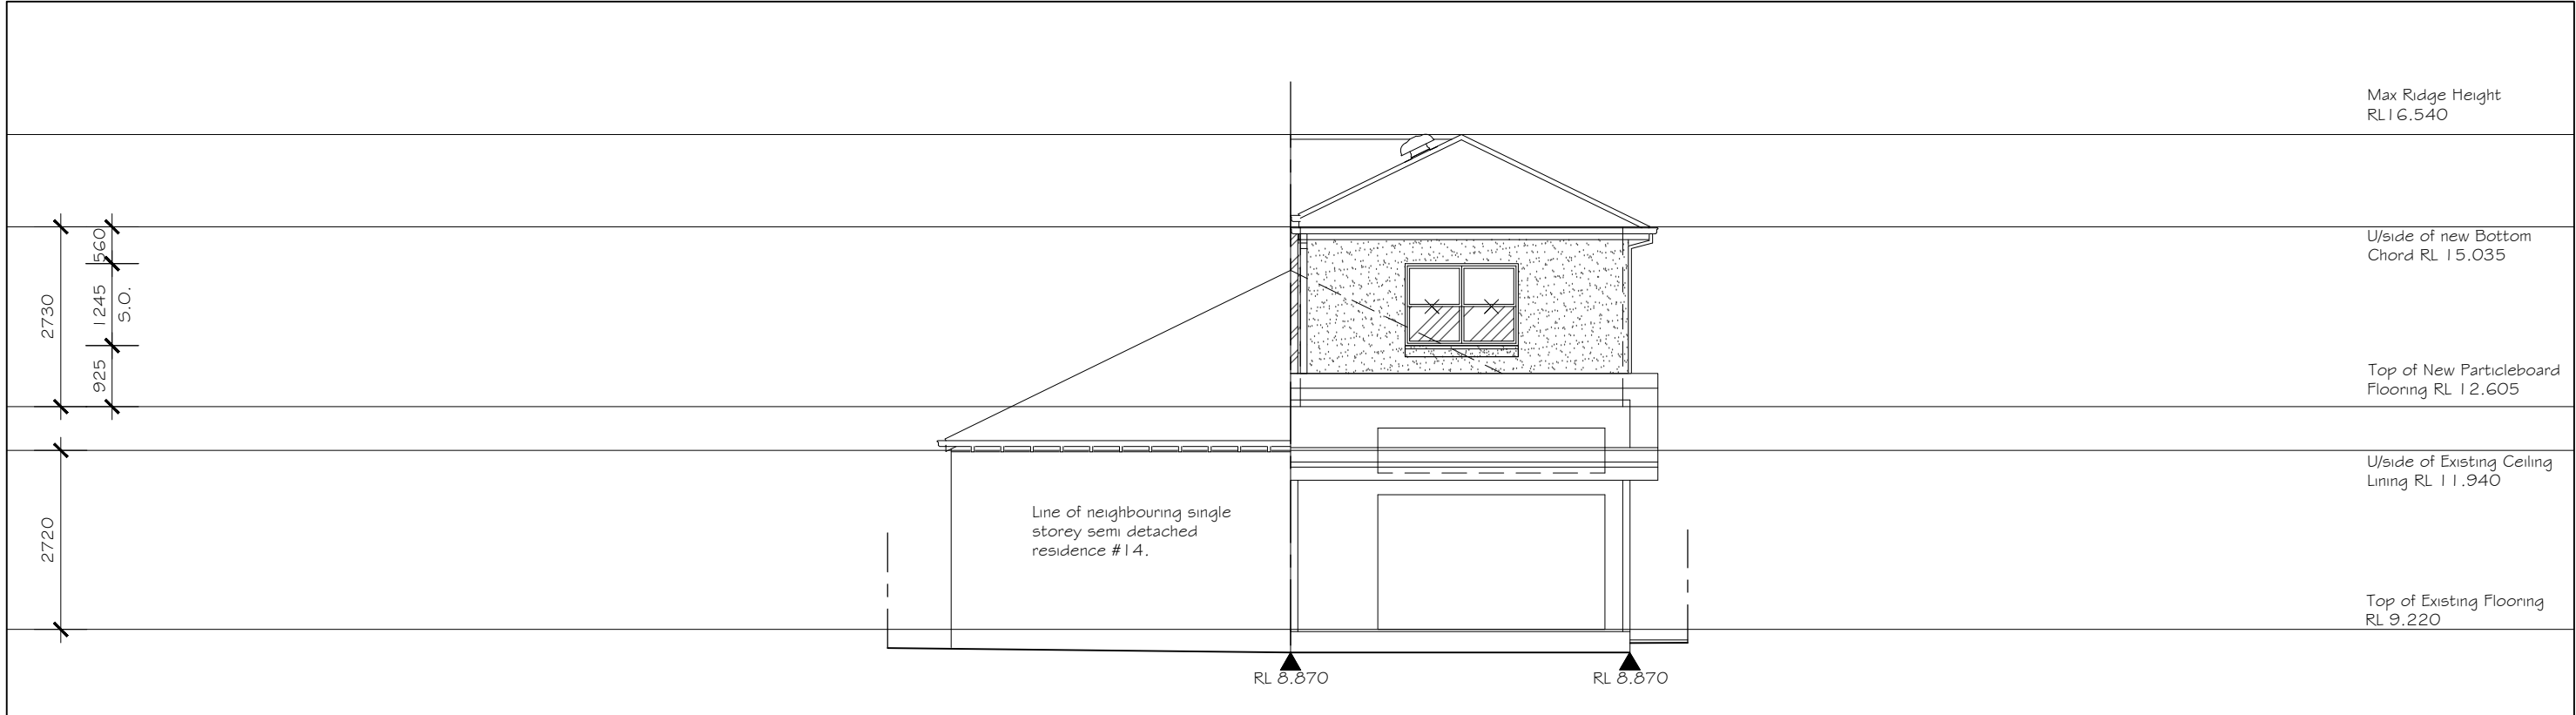 Max Ridge Height
RL16.540
U/side of new Bottom
Chord RL 15.035
Top of New Particleboard
Flooring RL 12.605
U/side of Existing Ceiling
Lining RL 11.940
Top of Existing Flooring
RL 9.220
2730
560
1245
S.O.
925
2720
Line of neighbouring single
storey semi detached
residence #14.
RL 8.870
RL 8.870